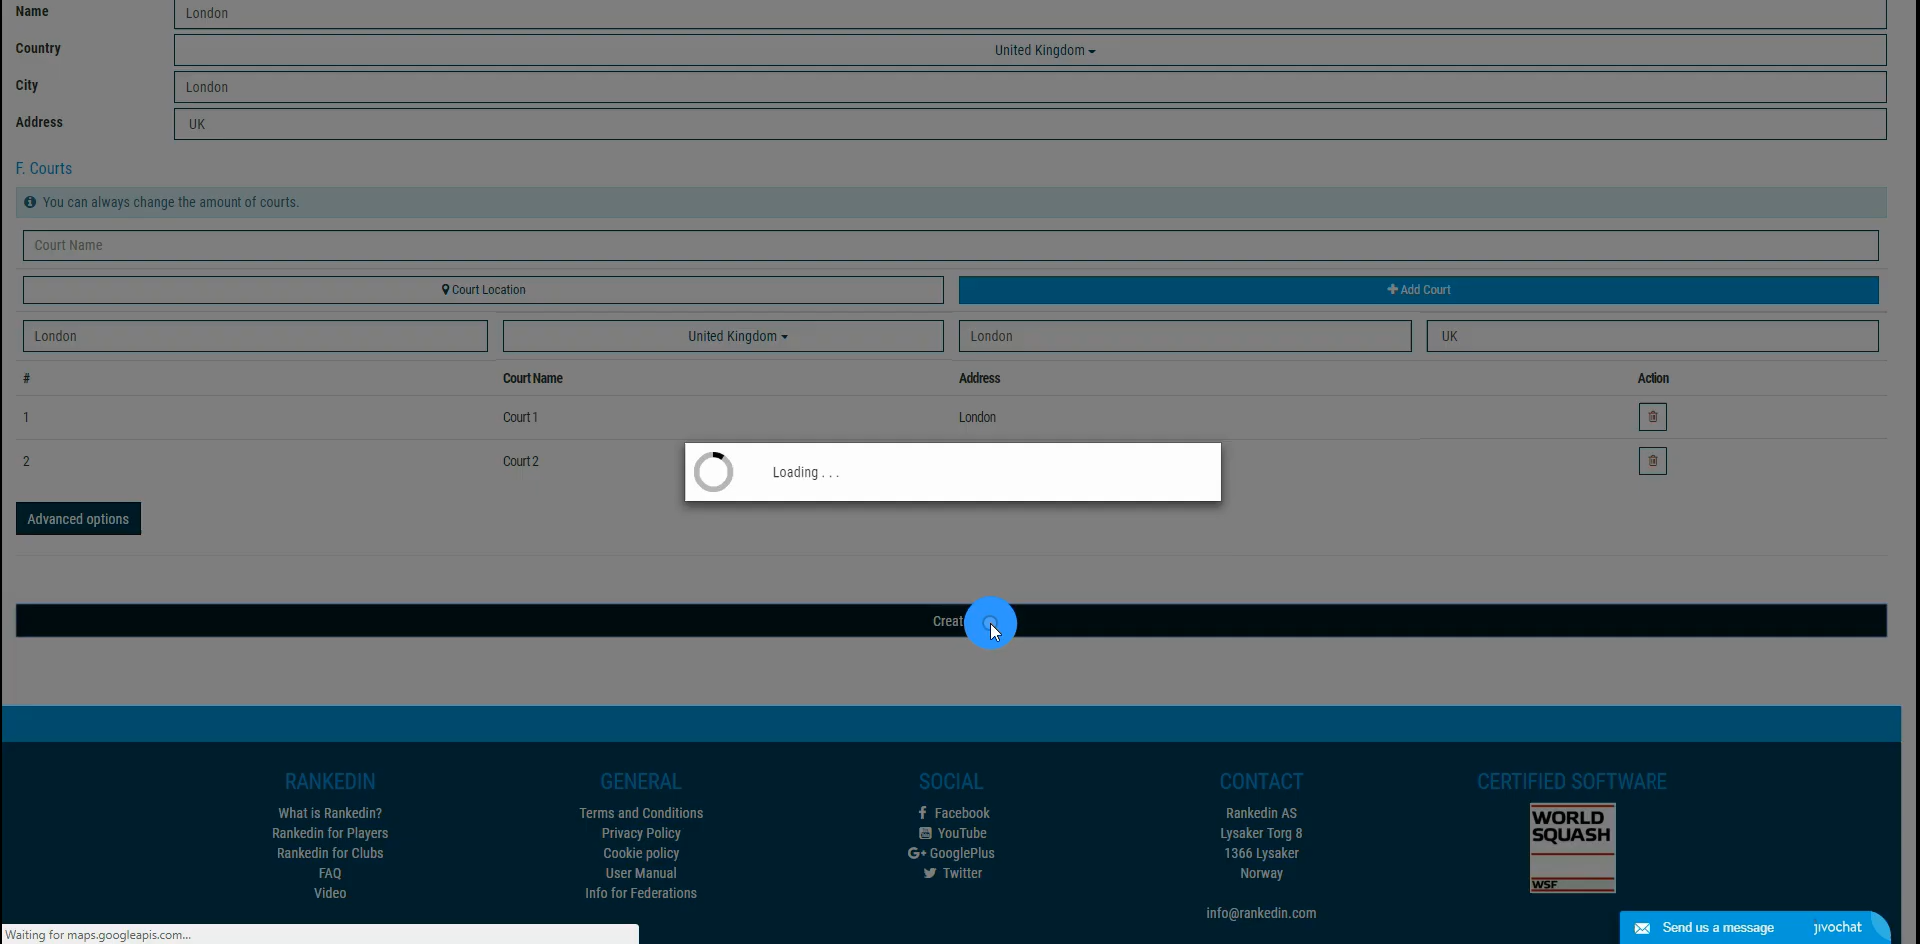 Name London
Country United Kingdom
City London
Address UK
F. Courts
You can always change the amount of courts.
Court Name
Court Location Add Court
London United Kingdom London UK
# Court Name Address Action
1 Court 1 London
2 Court 2
Loading . . .
Advanced options
RANKEDIN
What is Rankedin?
Rankedin for Players
Rankedin for Clubs
FAQ
Video
GENERAL
Terms and Conditions
Privacy Policy
Cookie policy
User Manual
Info for Federations
SOCIAL
Facebook
YouTube
G+ GooglePlus
Twitter
CONTACT
Rankedin AS
Lysaker Torg 8
1366 Lysaker
Norway
info@rankedin.com
CERTIFIED SOFTWARE
WORLD
SQUASH
WSF
Waiting for maps.googleapis.com...
Send us a message jivochat